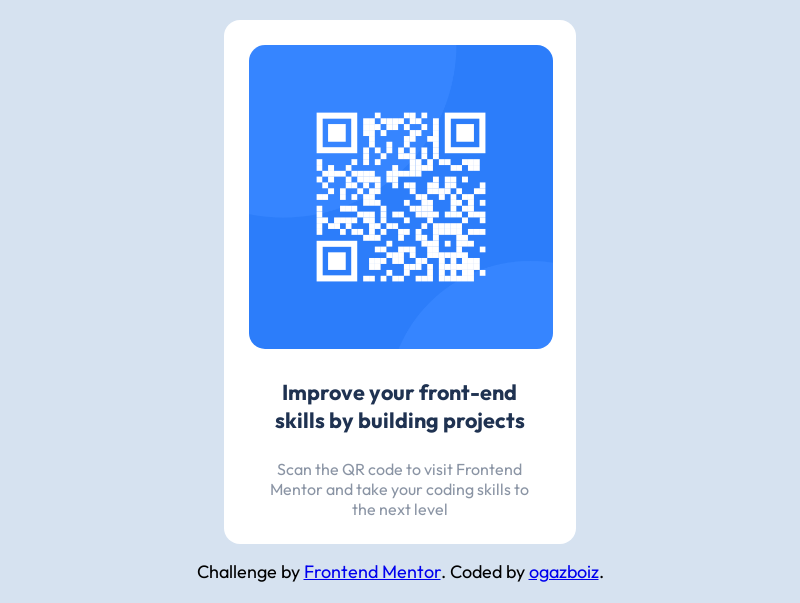 Improve your front-end
skills by building projects
Scan the QR code to visit Frontend
Mentor and take your coding skills to
the next level
Challenge by Frontend Mentor. Coded by ogazboiz.